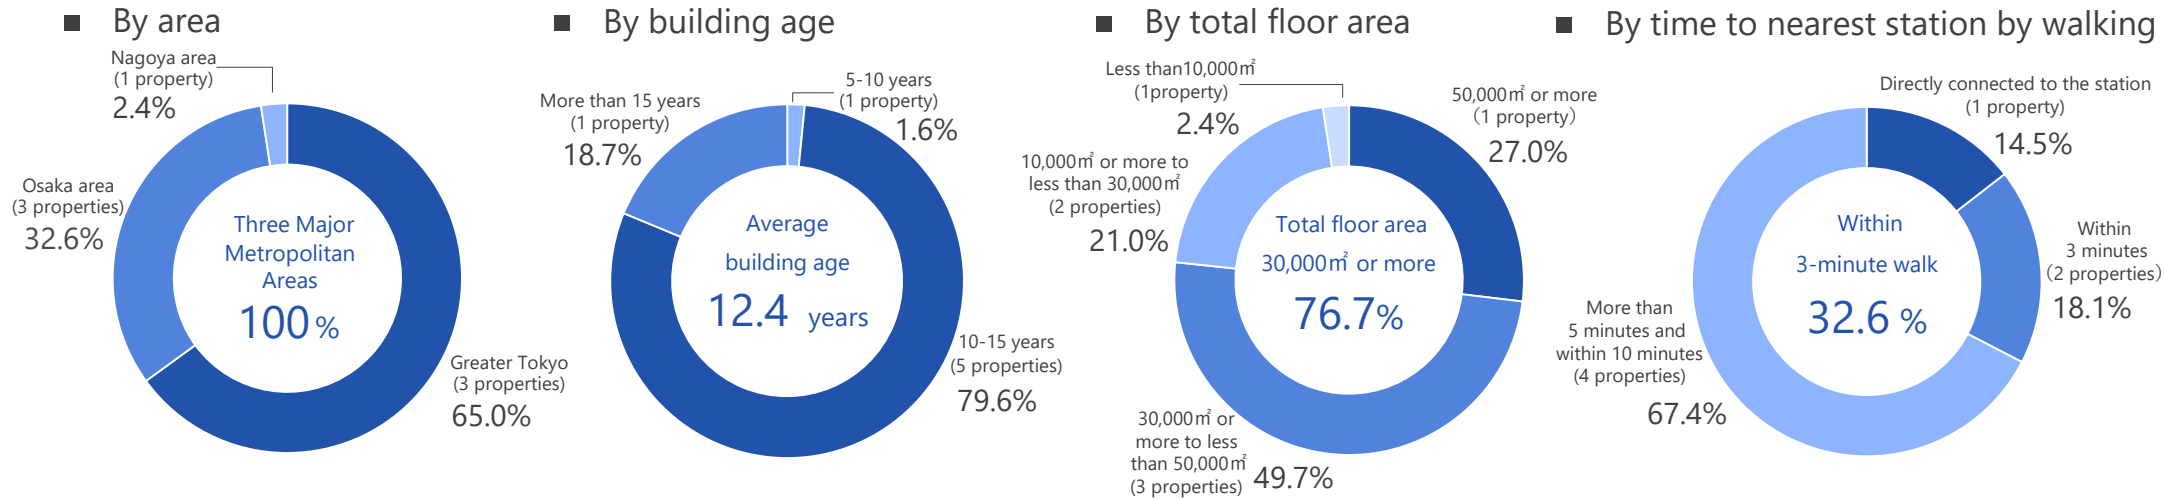 ■ By area
Nagoya area
(1 property)
2.4%
Osaka area
(3 properties)
32.6%
Three Major
Metropolitan
Areas
100 %
Greater Tokyo
(3 properties)
65.0%
■ By building age
5-10 years
(1 property)
1.6%
More than 15 years
(1 property)
18.7%
Average
building age
12.4 years
10-15 years
(5 properties)
79.6%
■ By total floor area
Less than10,000㎡
(1property)
2.4%
50,000㎡ or more
（1 property）
27.0%
10,000㎡ or more to
less than 30,000㎡
(2 properties)
21.0%
Total floor area
30,000㎡ or more
76.7%
30,000㎡ or
more to less
than 50,000㎡
(3 properties)
49.7%
■ By time to nearest station by walking
Directly connected to the station
(1 property)
14.5%
Within
3 minutes
（2 properties）
18.1%
Within
3-minute walk
32.6 %
More than
5 minutes and
within 10 minutes
(4 properties)
67.4%